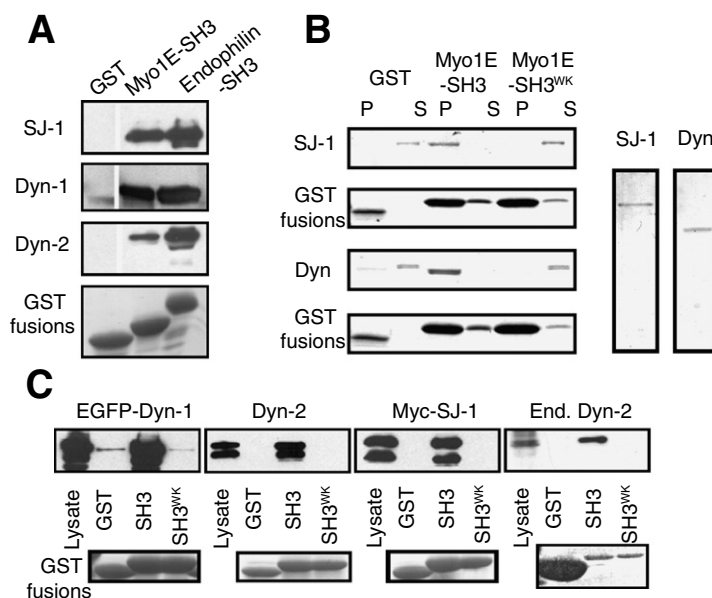 A
GST
Myo1E-SH3
Endophilin
-SH3
SJ-1
Dyn-1
Dyn-2
GST
fusions
B
GST
Myo1E
-SH3
Myo1E
-SH3WK
P S P S P S
SJ-1
GST
fusions
Dyn
GST
fusions
SJ-1 Dyn
C
EGFP-Dyn-1 Dyn-2 Myc-SJ-1 End. Dyn-2
Lysate GST SH3 SH3WK Lysate GST SH3 SH3WK Lysate GST SH3 SH3WK Lysate GST SH3 SH3WK
GST
fusions